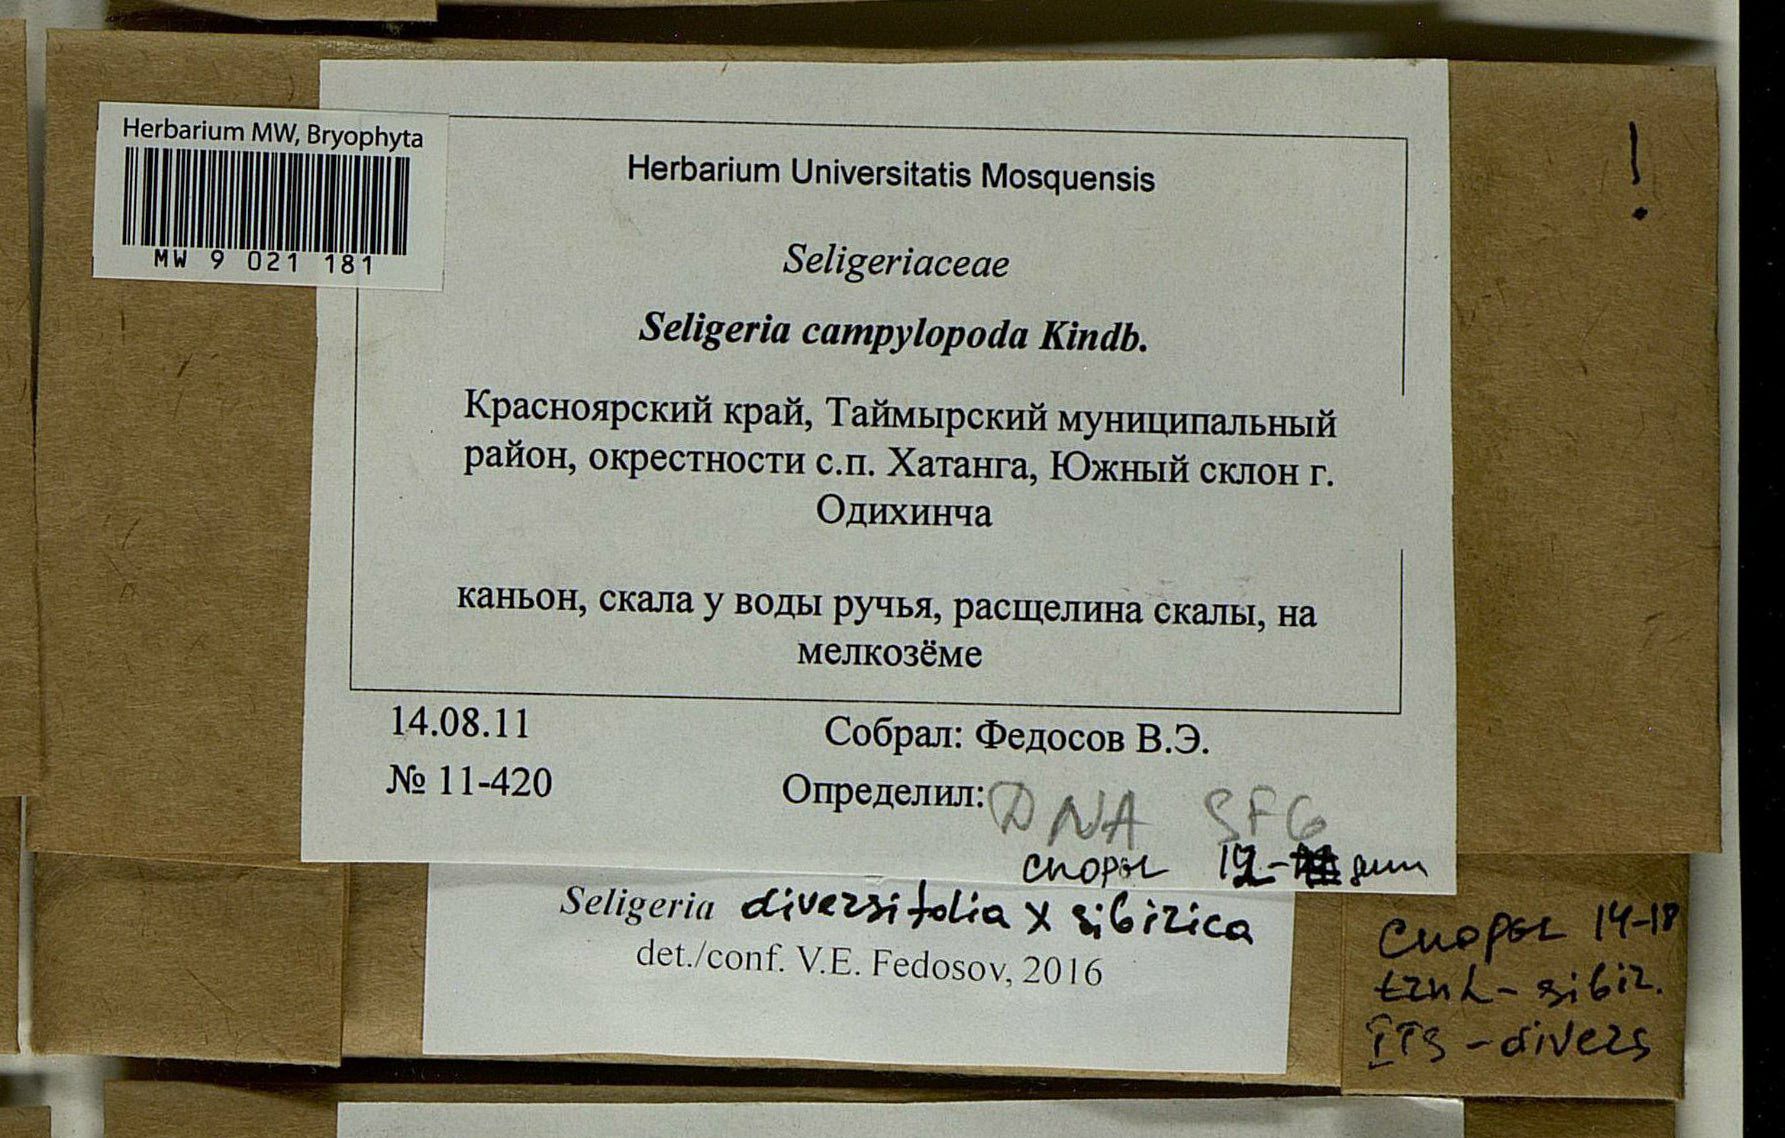 Herbarium MW, Bryophyta
MW 9 021 181
Herbarium Universitatis Mosquensis
Seligeriaceae
Seligeria campylopoda Kindb.
Красноярский край, Таймырский муниципальный
район, окрестности с.п. Хатанга, Южный склон г.
Одихинча
каньон, скала у воды ручья, расщелина скалы, на
мелкозёме
14.08.11
Собрал: Федосов В.Э.
№ 11-420
Определил:
DNA SF6
споры
Seligeria diversifolia x sibirica
det./conf. V.E. Fedosov, 2016
!
споры 14-18
trnL - sibir.
ITS - divers